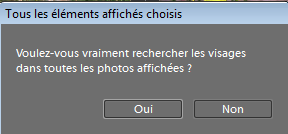 Tous les éléments affichés choisis
Voulez-vous vraiment rechercher les visages
dans toutes les photos affichées ?
Oui
Non